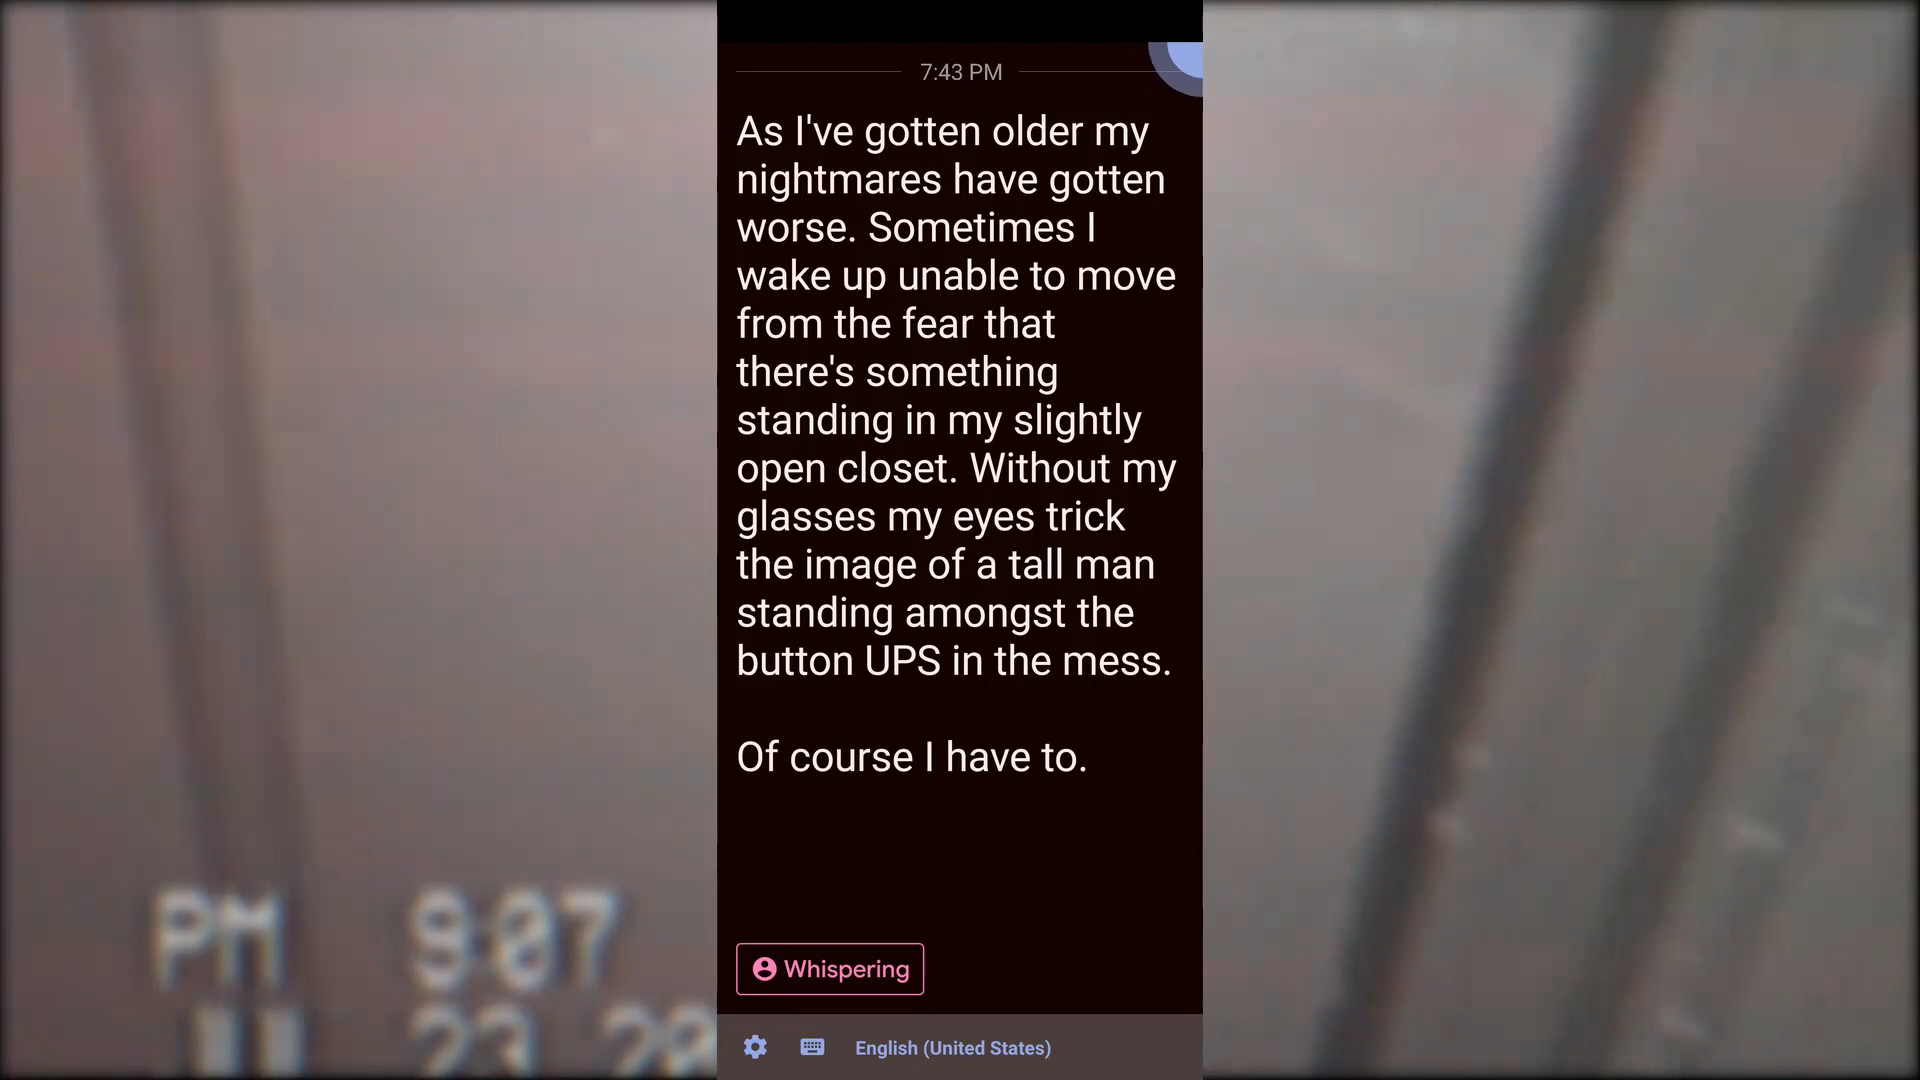 7:43 PM
As I've gotten older my
nightmares have gotten
worse. Sometimes I
wake up unable to move
from the fear that
there's something
standing in my slightly
open closet. Without my
glasses my eyes trick
the image of a tall man
standing amongst the
button UPS in the mess.
Of course I have to.
Whispering
English (United States)
PM 9:07
23